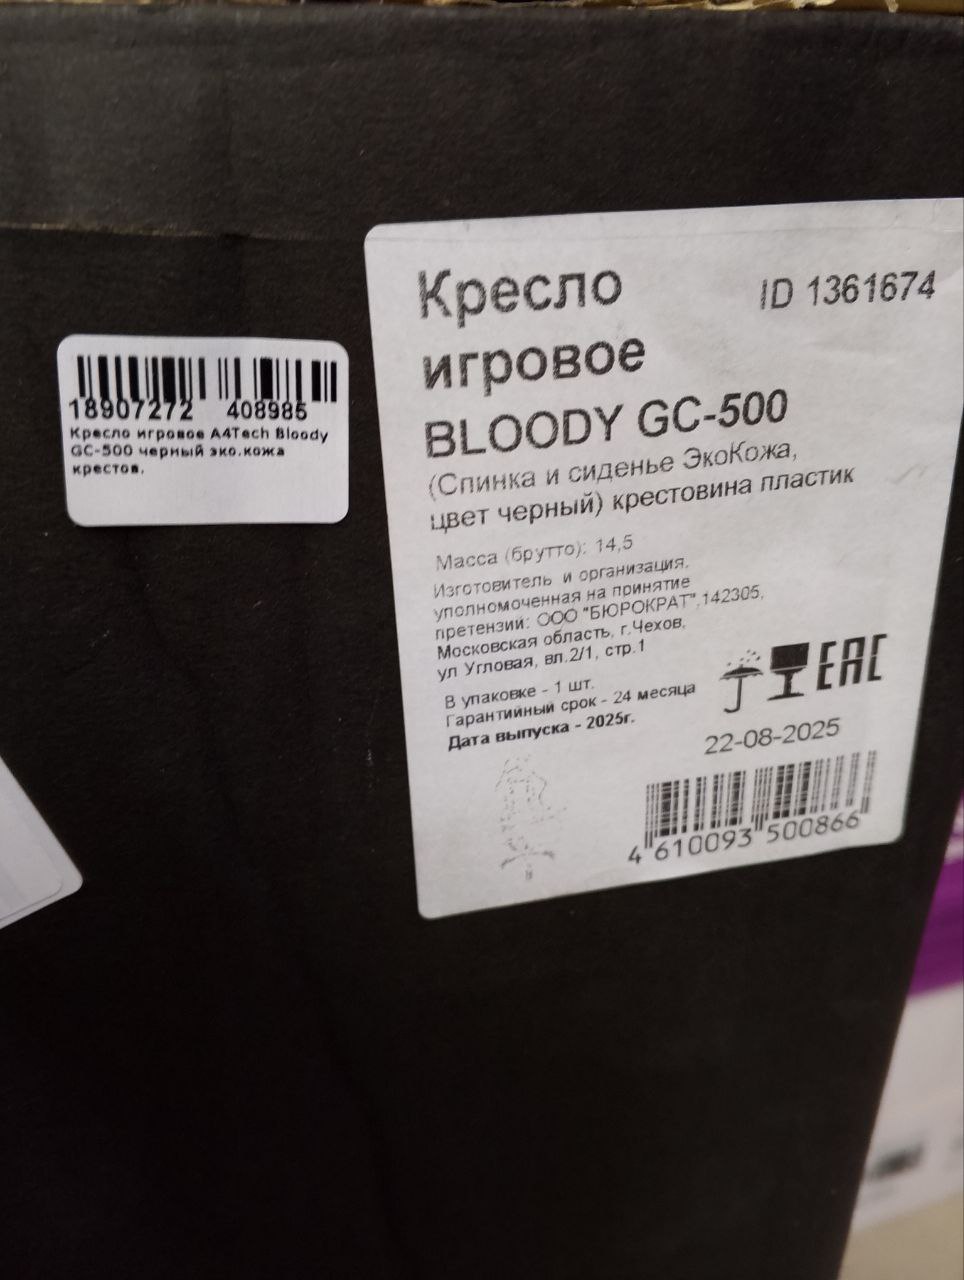 18907272 408985
Кресло игровое A4Tech Bloody
GC-500 черный эко.кожа
крестов.
Кресло
игровое
BLOODY GC-500
ID 1361674
(Спинка и сиденье ЭкоКожа,
цвет черный) крестовина пластик
Масса (брутто): 14,5
Изготовитель и организация,
уполномоченная на принятие
претензий: ООО "БЮРОКРАТ",142305,
Московская область, г.Чехов,
ул Угловая, вл.2/1, стр.1
В упаковке - 1 шт.
Гарантийный срок - 24 месяца
Дата выпуска - 2025г.
EAC
22-08-2025
4 610093 500866